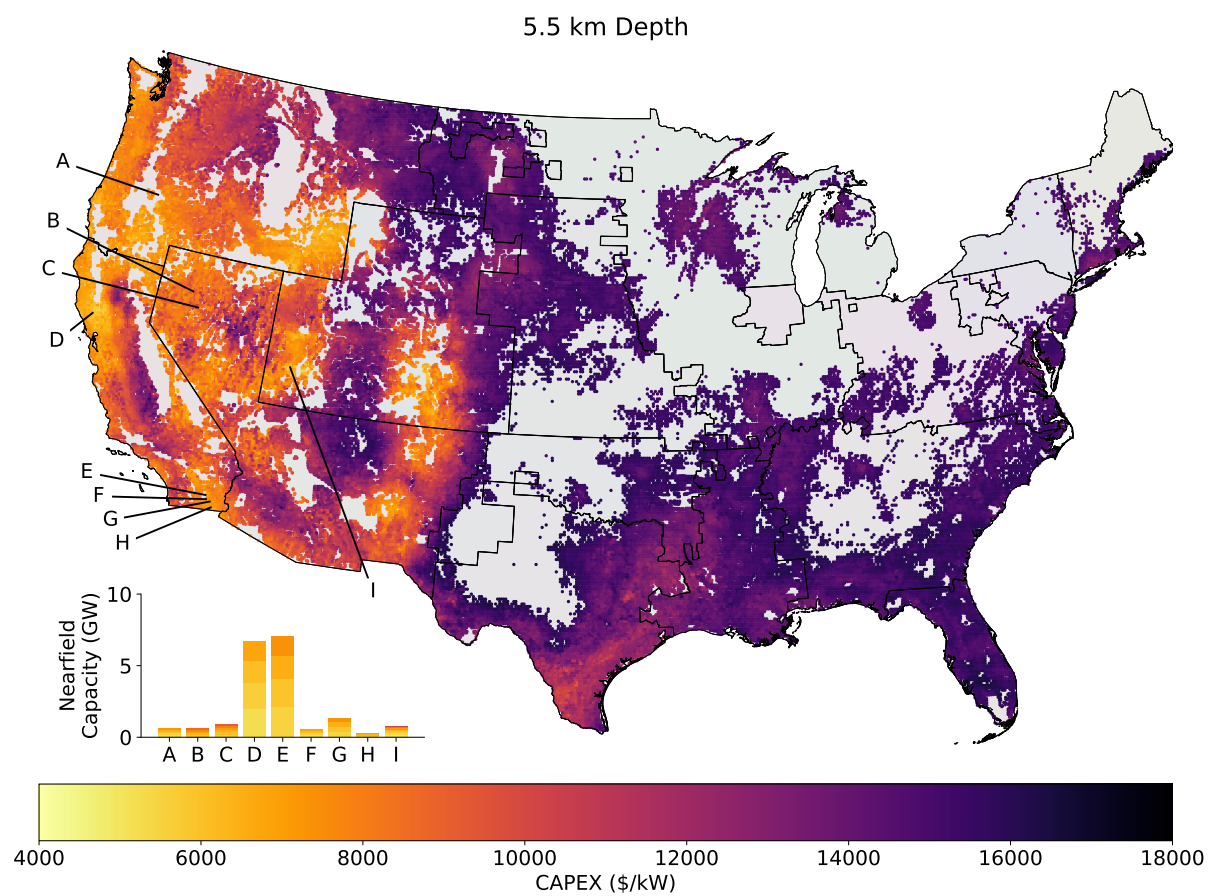 5.5 km Depth
A
B
C
D
E
F
G
H
I
Nearfield
Capacity (GW)
10
5
0
A B C D E F G H I
4000 6000 8000 10000 12000 14000 16000 18000
CAPEX ($/kW)